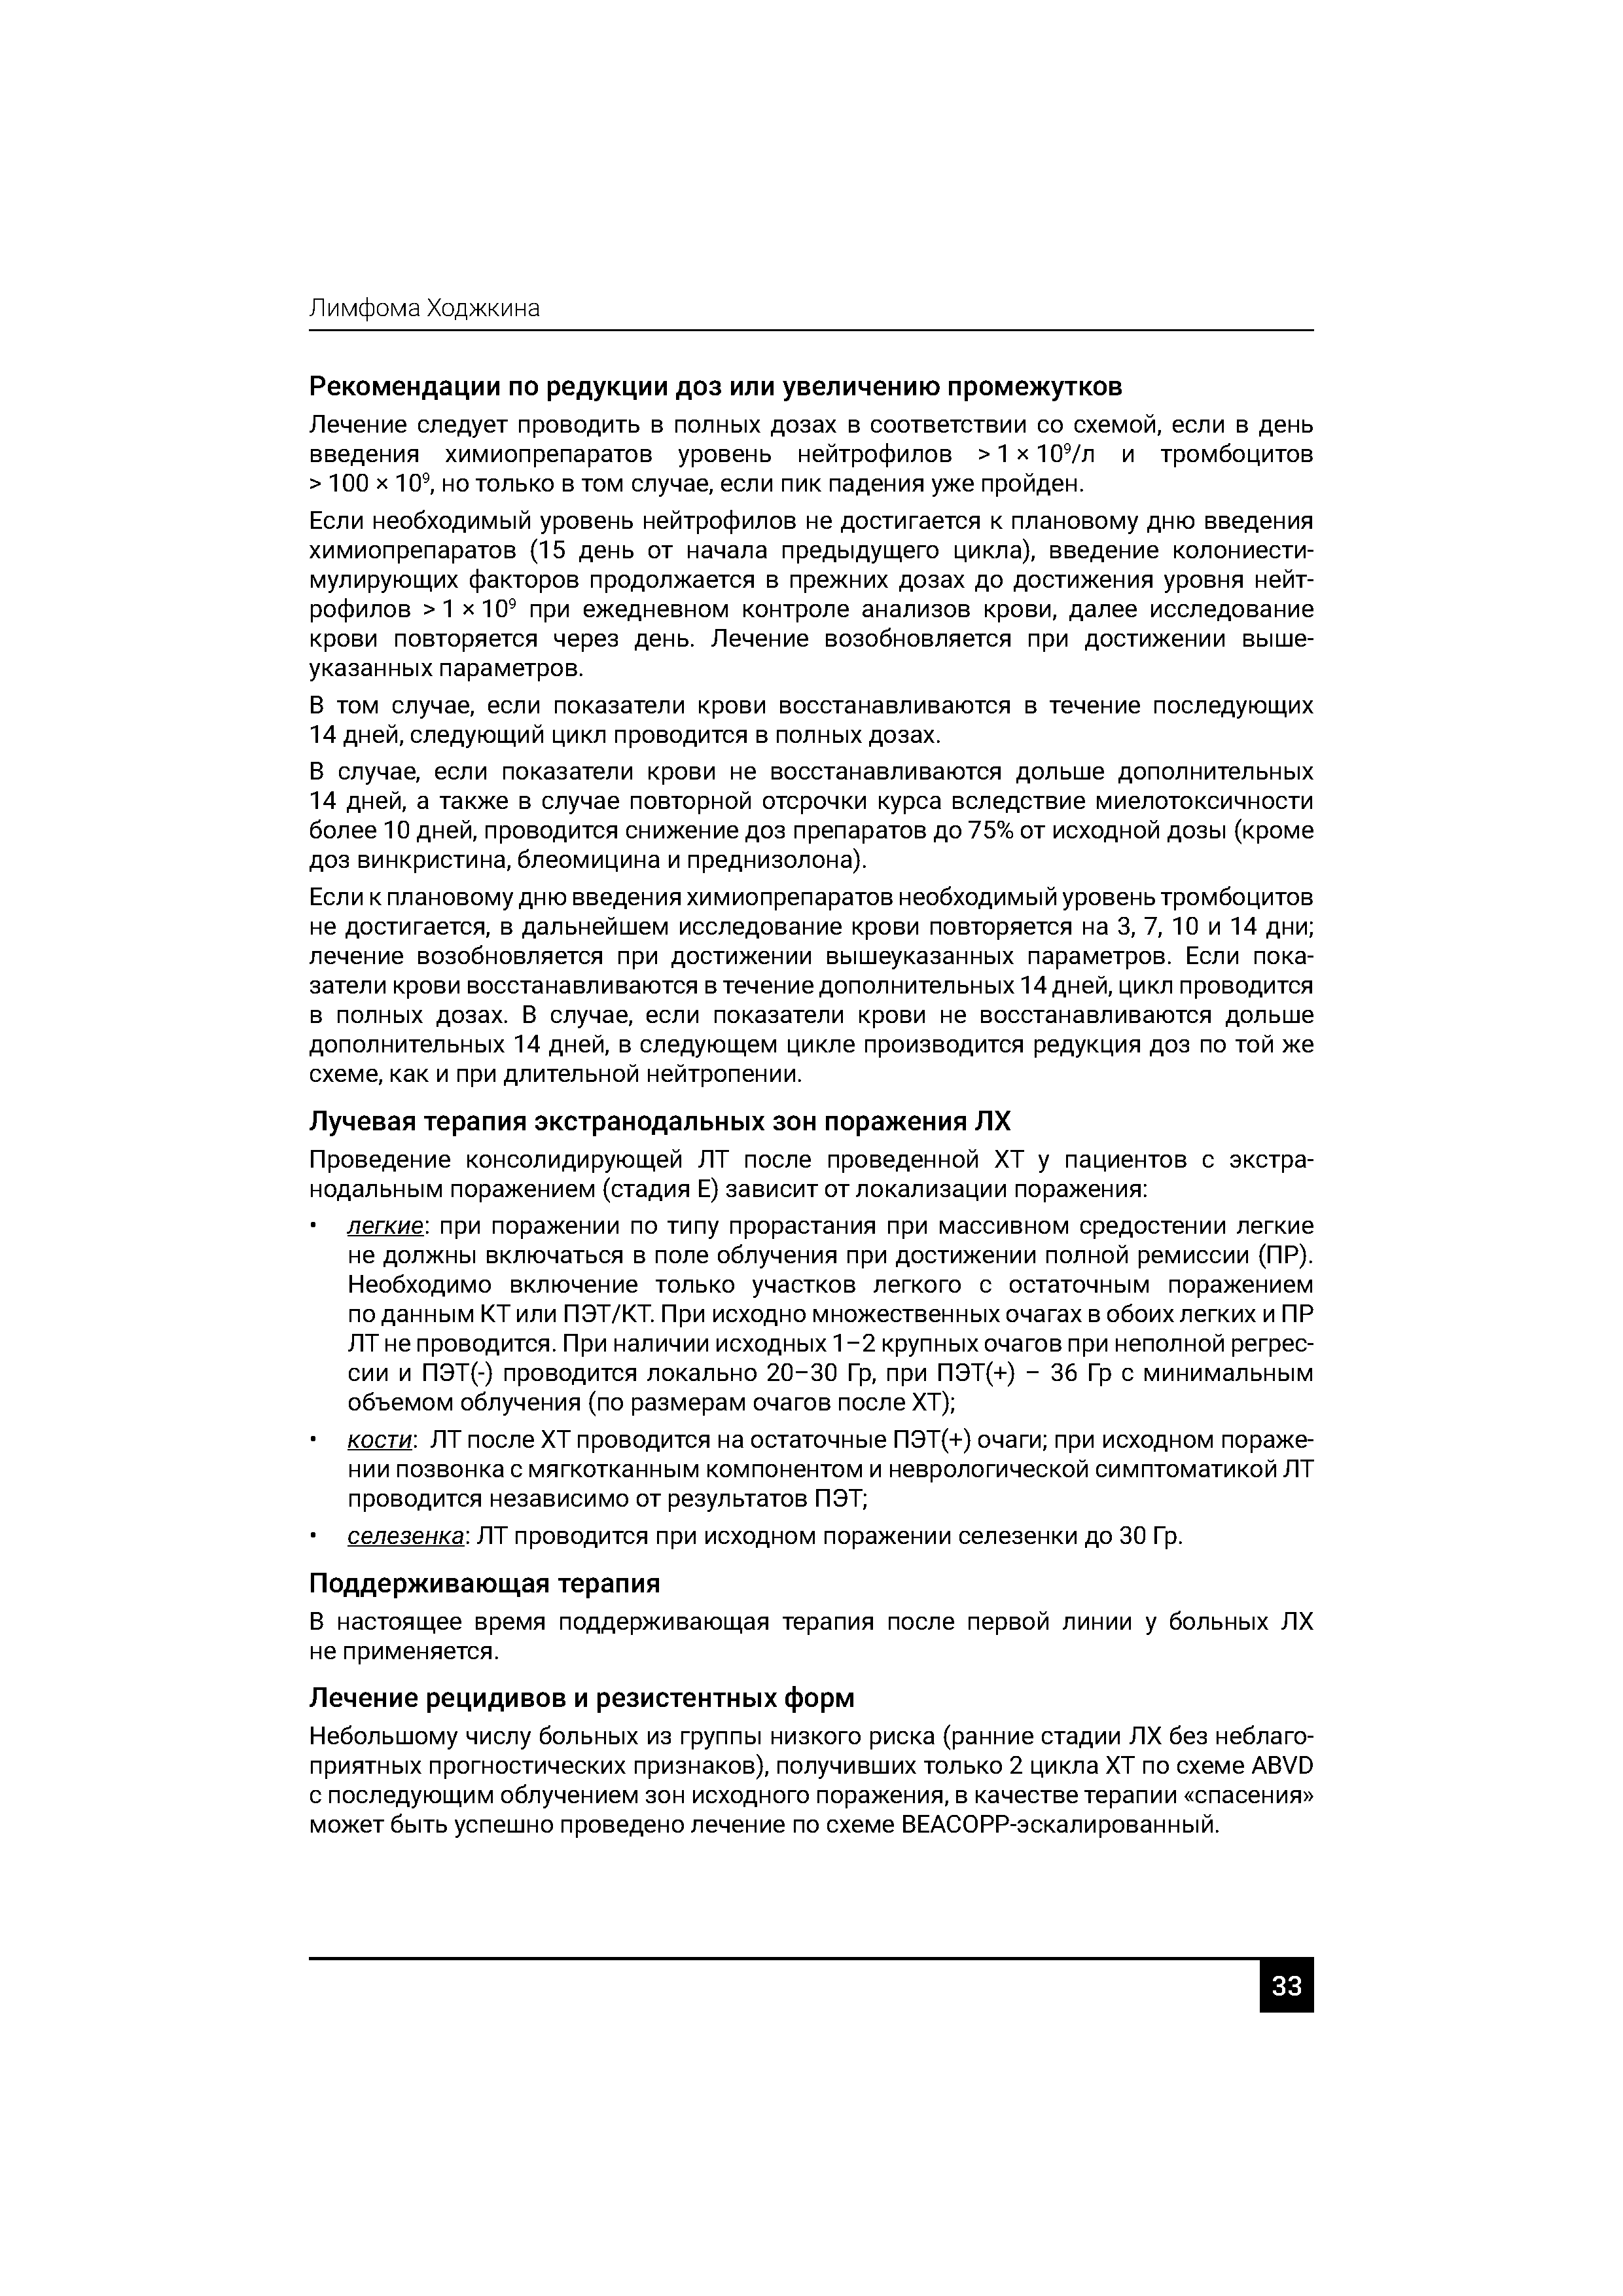 Лимфома Ходжкина
Рекомендации по редукции доз или увеличению промежутков
Лечение следует проводить в полных дозах в соответствии со схемой, если в день
введения химиопрепаратов уровень нейтрофилов > 1 × 10⁹/л и тромбоцитов
> 100 × 10⁹, но только в том случае, если пик падения уже пройден.
Если необходимый уровень нейтрофилов не достигается к плановому дню введения
химиопрепаратов (15 день от начала предыдущего цикла), введение колониести-
мулирующих факторов продолжается в прежних дозах до достижения уровня нейт-
рофилов > 1 × 10⁹ при ежедневном контроле анализов крови, далее исследование
крови повторяется через день. Лечение возобновляется при достижении выше-
указанных параметров.
В том случае, если показатели крови восстанавливаются в течение последующих
14 дней, следующий цикл проводится в полных дозах.
В случае, если показатели крови не восстанавливаются дольше дополнительных
14 дней, а также в случае повторной отсрочки курса вследствие миелотоксичности
более 10 дней, проводится снижение доз препаратов до 75% от исходной дозы (кроме
доз винкристина, блеомицина и преднизолона).
Если к плановому дню введения химиопрепаратов необходимый уровень тромбоцитов
не достигается, в дальнейшем исследование крови повторяется на 3, 7, 10 и 14 дни;
лечение возобновляется при достижении вышеуказанных параметров. Если пока-
затели крови восстанавливаются в течение дополнительных 14 дней, цикл проводится
в полных дозах. В случае, если показатели крови не восстанавливаются дольше
дополнительных 14 дней, в следующем цикле производится редукция доз по той же
схеме, как и при длительной нейтропении.
Лучевая терапия экстранодальных зон поражения ЛХ
Проведение консолидирующей ЛТ после проведенной ХТ у пациентов с экстра-
нодальным поражением (стадия Е) зависит от локализации поражения:
• легкие: при поражении по типу прорастания при массивном средостении легкие
не должны включаться в поле облучения при достижении полной ремиссии (ПР).
Необходимо включение только участков легкого с остаточным поражением
по данным КТ или ПЭТ/КТ. При исходно множественных очагах в обоих легких и ПР
ЛТ не проводится. При наличии исходных 1–2 крупных очагов при неполной регрес-
сии и ПЭТ(-) проводится локально 20–30 Гр, при ПЭТ(+) – 36 Гр с минимальным
объемом облучения (по размерам очагов после ХТ);
• кости: ЛТ после ХТ проводится на остаточные ПЭТ(+) очаги; при исходном пораже-
нии позвонка с мягкотканным компонентом и неврологической симптоматикой ЛТ
проводится независимо от результатов ПЭТ;
• селезенка: ЛТ проводится при исходном поражении селезенки до 30 Гр.
Поддерживающая терапия
В настоящее время поддерживающая терапия после первой линии у больных ЛХ
не применяется.
Лечение рецидивов и резистентных форм
Небольшому числу больных из группы низкого риска (ранние стадии ЛХ без неблаго-
приятных прогностических признаков), получивших только 2 цикла ХТ по схеме ABVD
с последующим облучением зон исходного поражения, в качестве терапии «спасения»
может быть успешно проведено лечение по схеме BEACOPP-эскалированный.
33